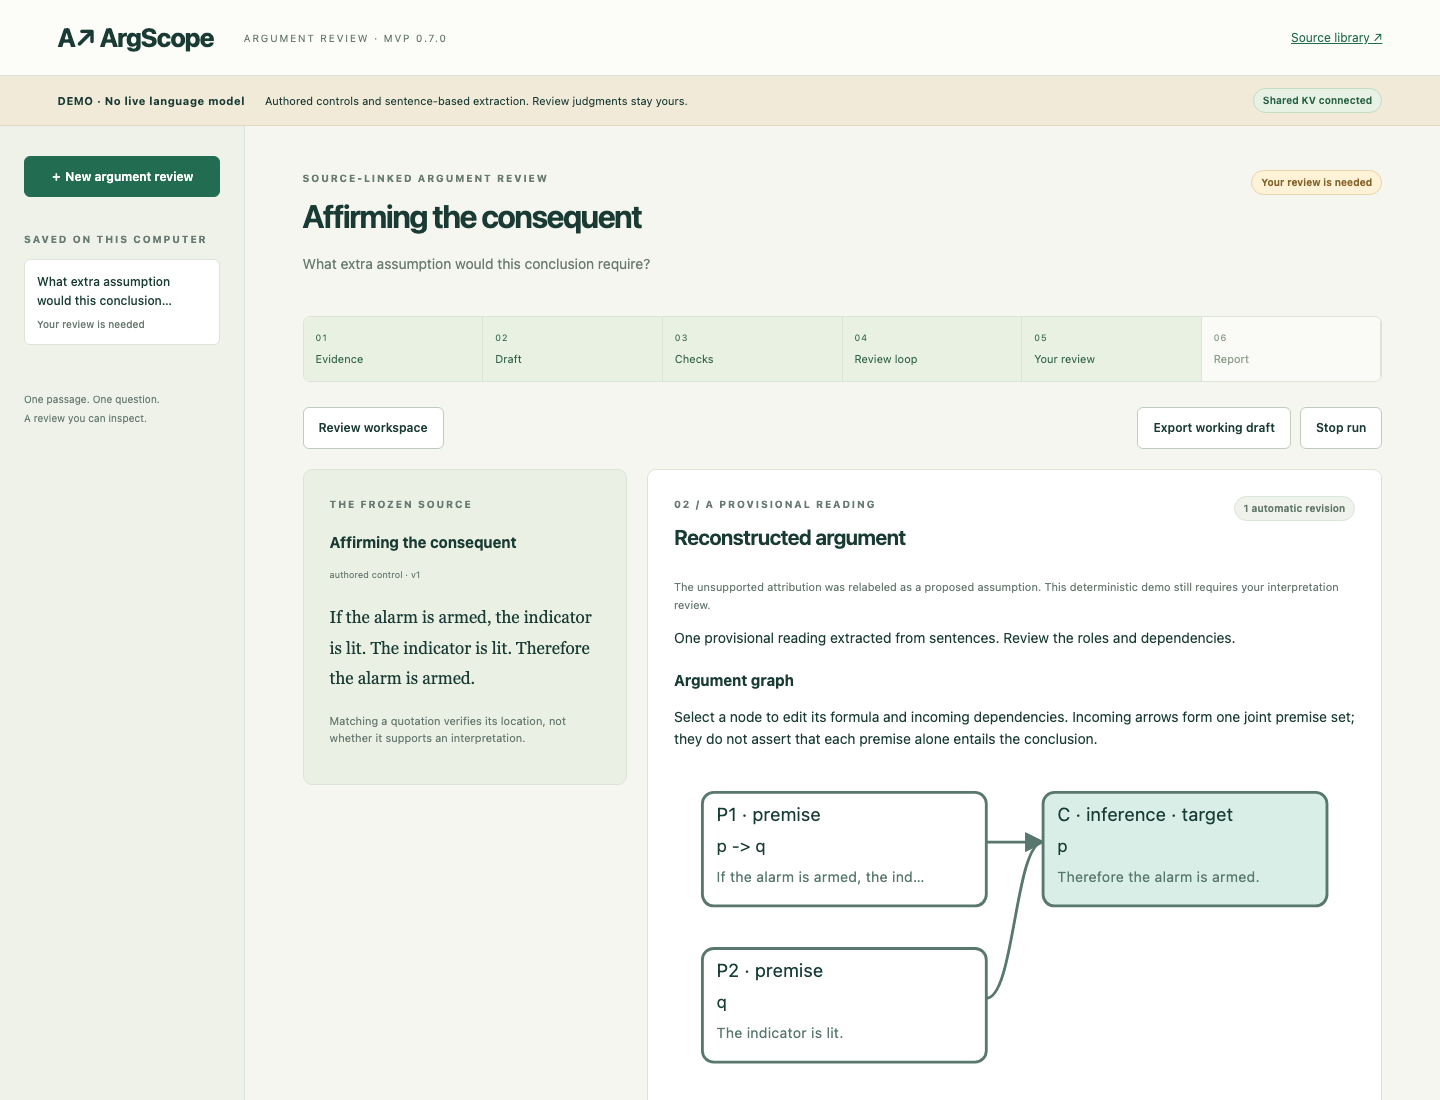 A↗ ArgScope
ARGUMENT REVIEW · MVP 0.7.0
Source library ↗
DEMO · No live language model
Authored controls and sentence-based extraction. Review judgments stay yours.
Shared KV connected
+ New argument review
SAVED ON THIS COMPUTER
What extra assumption
would this conclusion...
Your review is needed
One passage. One question.
A review you can inspect.
SOURCE-LINKED ARGUMENT REVIEW
Your review is needed
Affirming the consequent
What extra assumption would this conclusion require?
01
Evidence
02
Draft
03
Checks
04
Review loop
05
Your review
06
Report
Review workspace
Export working draft
Stop run
THE FROZEN SOURCE
Affirming the consequent
authored control · v1
If the alarm is armed, the indicator
is lit. The indicator is lit. Therefore
the alarm is armed.
Matching a quotation verifies its location, not
whether it supports an interpretation.
02 / A PROVISIONAL READING
1 automatic revision
Reconstructed argument
The unsupported attribution was relabeled as a proposed assumption. This deterministic demo still requires your interpretation
review.
One provisional reading extracted from sentences. Review the roles and dependencies.
Argument graph
Select a node to edit its formula and incoming dependencies. Incoming arrows form one joint premise set;
they do not assert that each premise alone entails the conclusion.
P1 · premise
p -> q
If the alarm is armed, the ind...
C · inference · target
p
Therefore the alarm is armed.
P2 · premise
q
The indicator is lit.